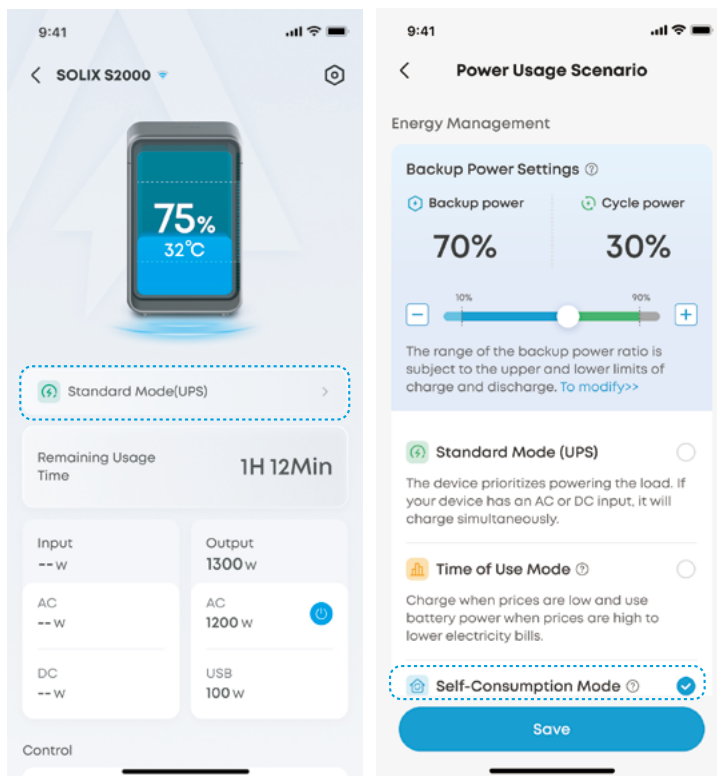 9:41
SOLIX S2000
75%
32°C
Standard Mode(UPS)
Remaining Usage
Time
1H 12Min
Input
-- W
Output
1300 W
AC
-- W
AC
1200 W
DC
-- W
USB
100 W
Control
9:41
Power Usage Scenario
Energy Management
Backup Power Settings
Backup power
Cycle power
70%
30%
10%
90%
The range of the backup power ratio is
subject to the upper and lower limits of
charge and discharge. To modify>>
Standard Mode (UPS)
The device prioritizes powering the load. If
your device has an AC or DC input, it will
charge simultaneously.
Time of Use Mode
Charge when prices are low and use
battery power when prices are high to
lower electricity bills.
Self-Consumption Mode
Save